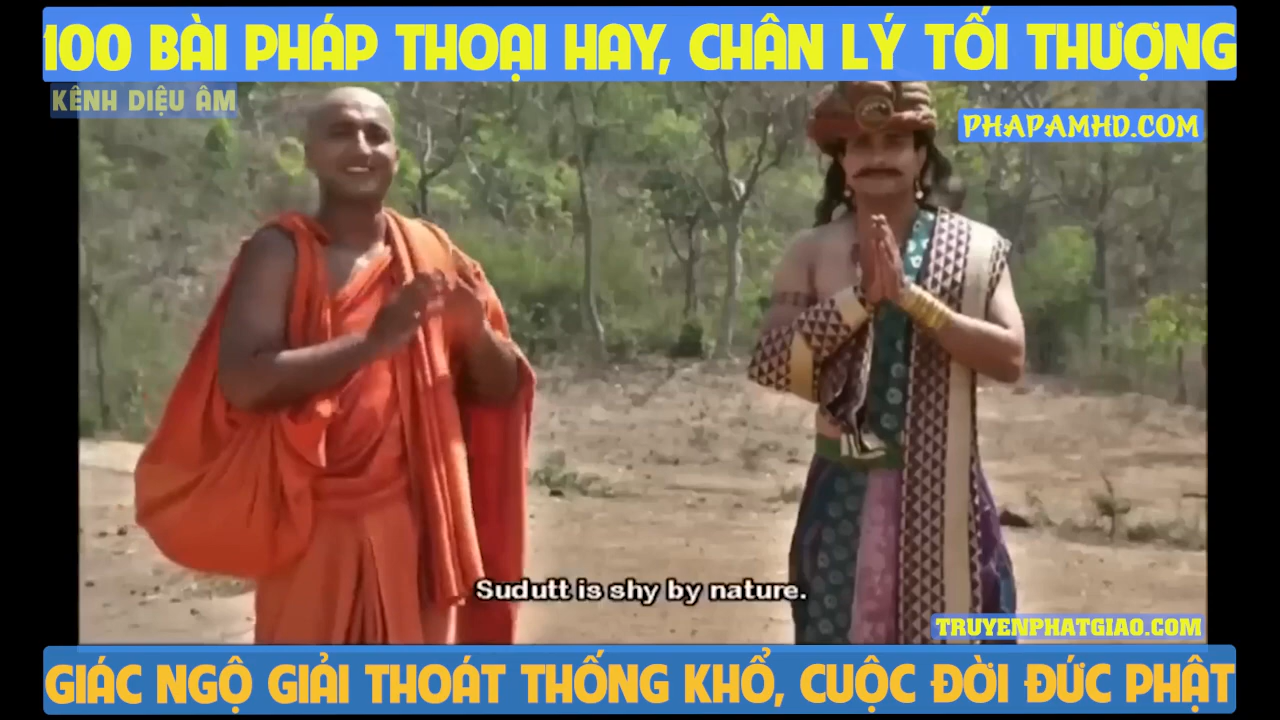 100 BÀI PHÁP THOẠI HAY, CHÂN LÝ TỐI THƯỢNG
KÊNH DIỆU ÂM
PHAPAMHD.COM
Sudutt is shy by nature.
TRUYENPHATGIAO.COM
GIÁC NGỘ GIẢI THOÁT THỐNG KHỔ, CUỘC ĐỜI ĐỨC PHẬT